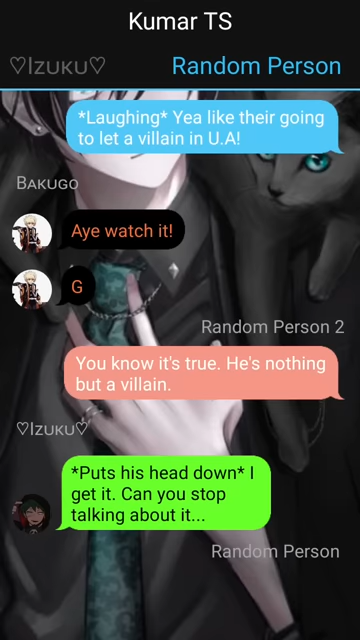 Kumar TS
♡Izuku♡ Random Person
*Laughing* Yea like their going
to let a villain in U.A!
Bakugo
Aye watch it!
G
Random Person 2
You know it's true. He's nothing
but a villain.
♡Izuku♡
*Puts his head down* I
get it. Can you stop
talking about it...
Random Person